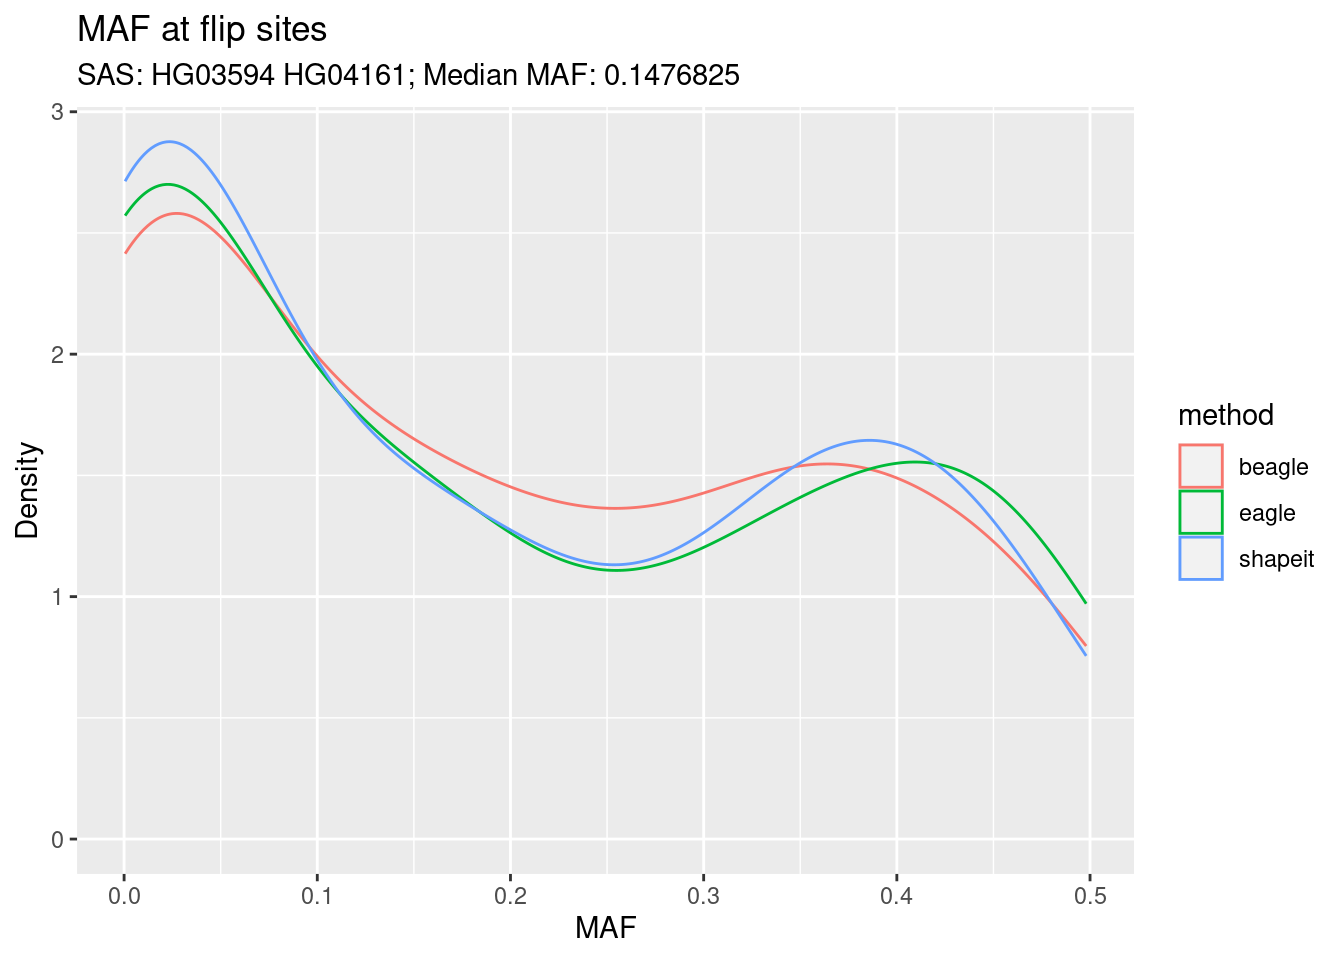 MAF at flip sites
SAS: HG03594 HG04161; Median MAF: 0.1476825
3
2
1
0
Density
0.0 0.1 0.2 0.3 0.4 0.5
MAF
method
beagle
eagle
shapeit